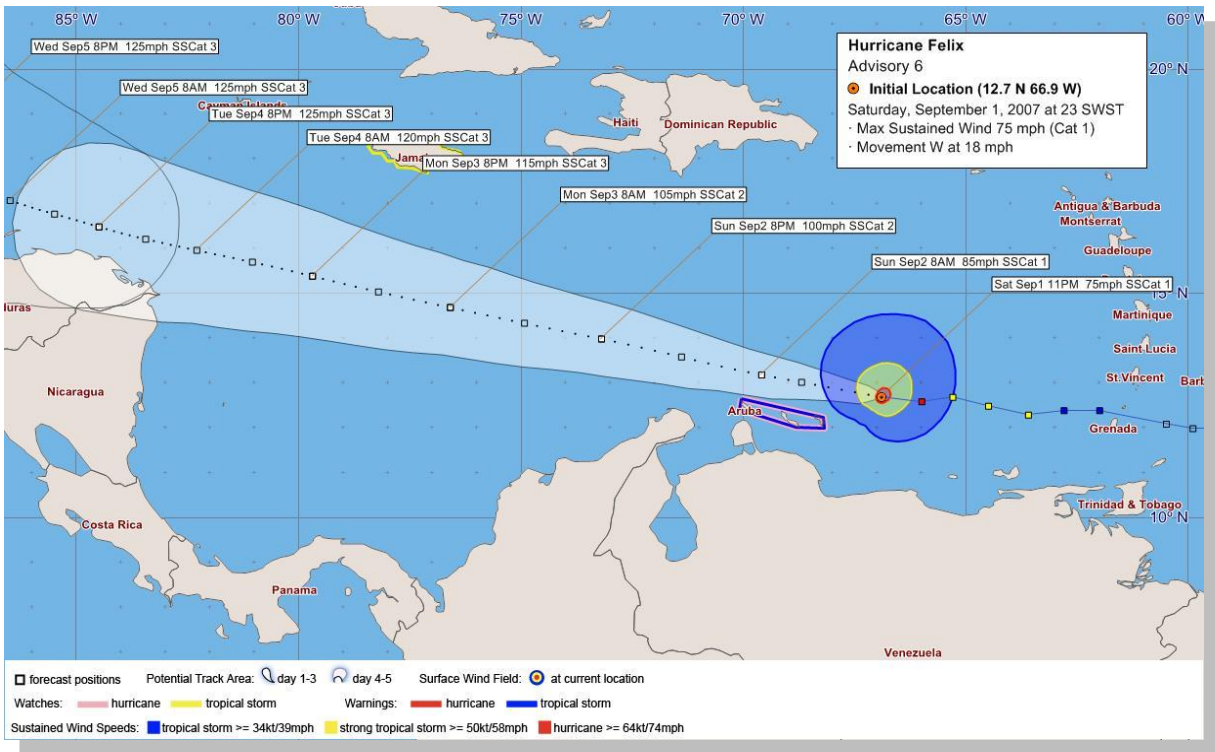 85° W
80° W
75° W
70° W
65° W
60° W
Wed Sep5 8PM 125mph SSCat 3
Hurricane Felix
Advisory 6
Initial Location (12.7 N 66.9 W)
Saturday, September 1, 2007 at 23 SWST
· Max Sustained Wind 75 mph (Cat 1)
· Movement W at 18 mph
20° N
Wed Sep5 8AM 125mph SSCat 3
Cayman Islands
Tue Sep4 8PM 125mph SSCat 3
Haiti
Dominican Republic
Tue Sep4 8AM 120mph SSCat 3
Mon Sep3 8PM 115mph SSCat 3
Mon Sep3 8AM 105mph SSCat 2
Antigua & Barbuda
Montserrat
Sun Sep2 8PM 100mph SSCat 2
Guadeloupe
Sun Sep2 8AM 85mph SSCat 1
Sat Sep1 11PM 75mph SSCat 1
15° N
Martinique
Saint Lucia
St.Vincent
Barb
Nicaragua
Aruba
Grenada
Trinidad & Tobago
10° N
Costa Rica
Panama
Venezuela
forecast positions Potential Track Area: day 1-3 day 4-5 Surface Wind Field: at current location
Watches: hurricane tropical storm Warnings: hurricane tropical storm
Sustained Wind Speeds: tropical storm >= 34kt/39mph strong tropical storm >= 50kt/58mph hurricane >= 64kt/74mph